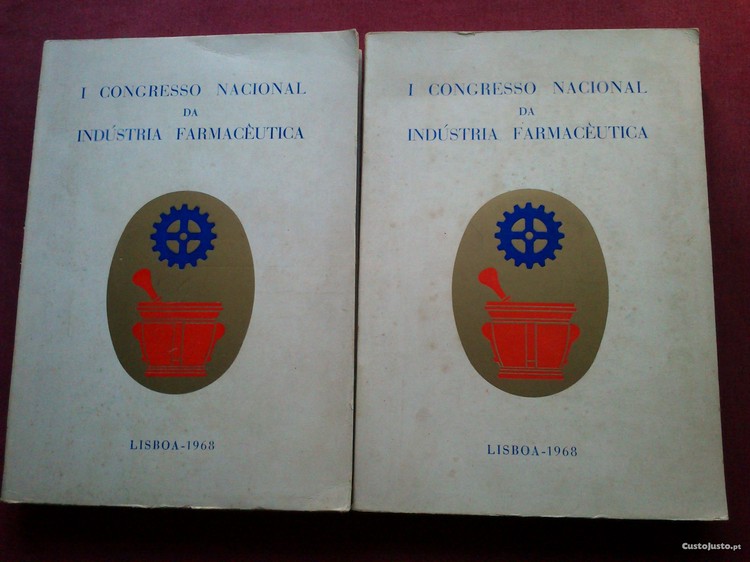 I CONGRESSO NACIONAL
DA
INDÚSTRIA FARMACÊUTICA
LISBOA-1968
I CONGRESSO NACIONAL
DA
INDÚSTRIA FARMACÊUTICA
LISBOA-1968
CustoJusto.pt